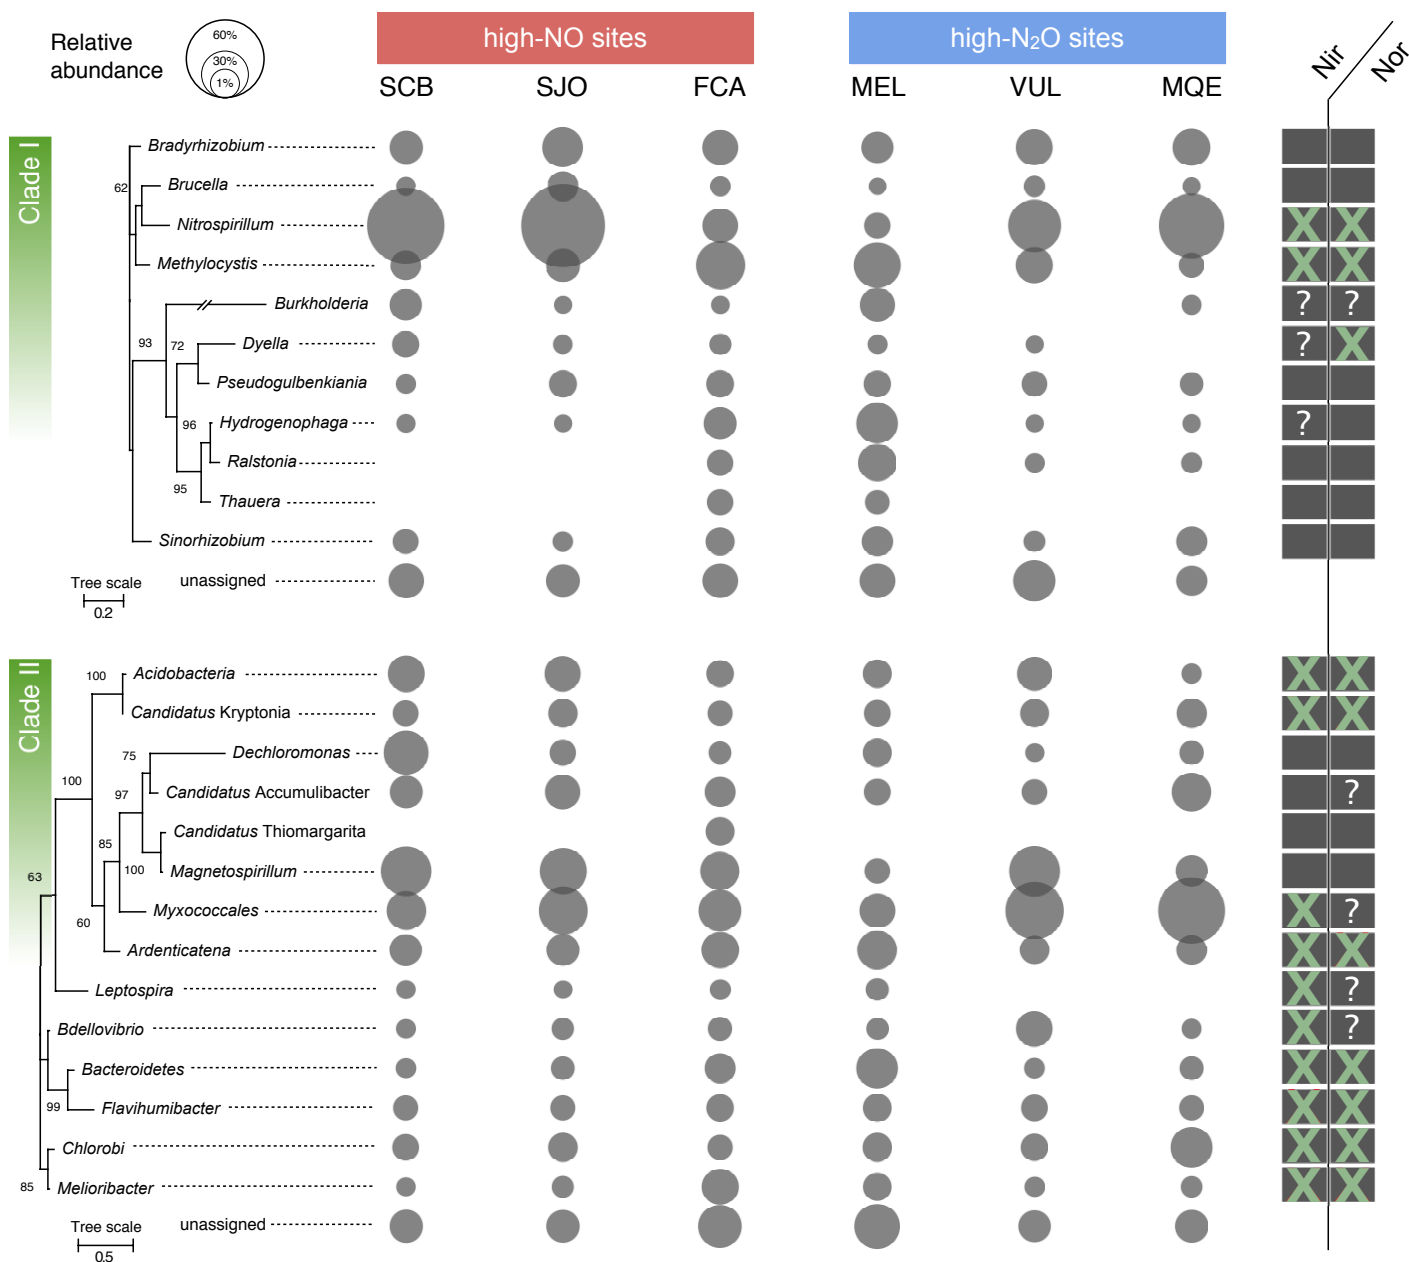 Relative
abundance
60%
30%
1%
high-NO sites
high-N₂O sites
SCB
SJO
FCA
MEL
VUL
MQE
Nir
Nor
Clade I
Bradyrhizobium
62
Brucella
Nitrospirillum
X X
Methylocystis
X X
Burkholderia
? ?
93
72
Dyella
? X
Pseudogulbenkiania
96
Hydrogenophaga
?
Ralstonia
95
Thauera
Sinorhizobium
unassigned
Tree scale
0.2
Clade II
100
Acidobacteria
X X
Candidatus Kryptonia
X X
75
Dechloromonas
100
97
Candidatus Accumulibacter
?
Candidatus Thiomargarita
85
100
Magnetospirillum
63
Myxococcales
X ?
60
Ardenticatena
X X
Leptospira
X ?
Bdellovibrio
X ?
Bacteroidetes
X X
99
Flavihumibacter
X X
Chlorobi
X X
85
Melioribacter
X X
unassigned
Tree scale
0.5